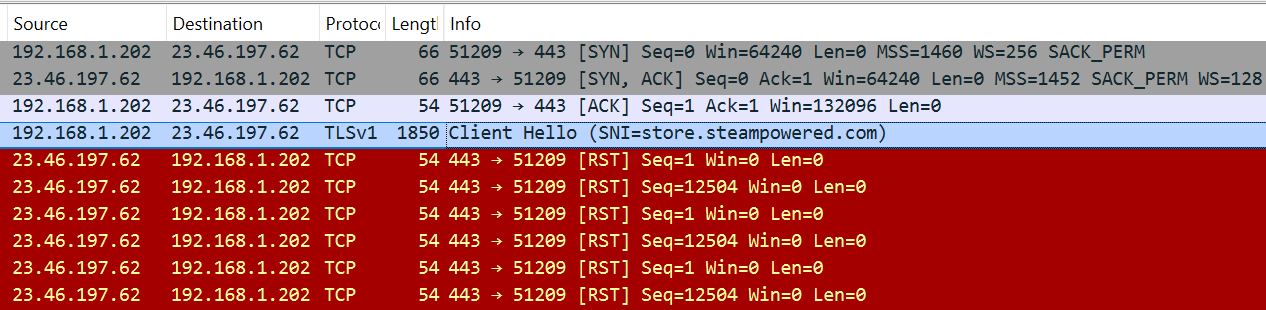 Source Destination Protoc Lengt Info
192.168.1.202 23.46.197.62 TCP 66 51209 → 443 [SYN] Seq=0 Win=64240 Len=0 MSS=1460 WS=256 SACK_PERM
23.46.197.62 192.168.1.202 TCP 66 443 → 51209 [SYN, ACK] Seq=0 Ack=1 Win=64240 Len=0 MSS=1452 SACK_PERM WS=128
192.168.1.202 23.46.197.62 TCP 54 51209 → 443 [ACK] Seq=1 Ack=1 Win=132096 Len=0
192.168.1.202 23.46.197.62 TLSv1 1850 Client Hello (SNI=store.steampowered.com)
23.46.197.62 192.168.1.202 TCP 54 443 → 51209 [RST] Seq=1 Win=0 Len=0
23.46.197.62 192.168.1.202 TCP 54 443 → 51209 [RST] Seq=12504 Win=0 Len=0
23.46.197.62 192.168.1.202 TCP 54 443 → 51209 [RST] Seq=1 Win=0 Len=0
23.46.197.62 192.168.1.202 TCP 54 443 → 51209 [RST] Seq=12504 Win=0 Len=0
23.46.197.62 192.168.1.202 TCP 54 443 → 51209 [RST] Seq=1 Win=0 Len=0
23.46.197.62 192.168.1.202 TCP 54 443 → 51209 [RST] Seq=12504 Win=0 Len=0